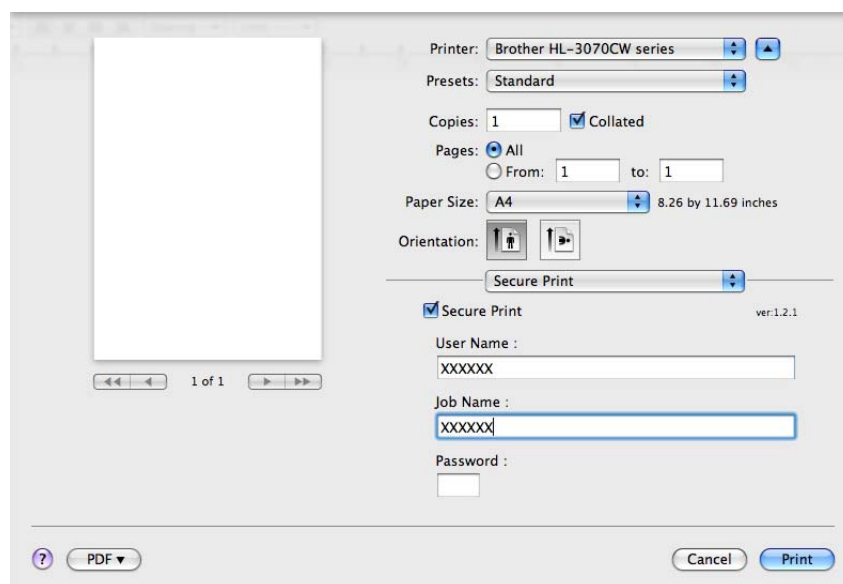 Printer: Brother HL-3070CW series
Presets: Standard
Copies: 1 Collated
Pages: All
From: 1 to: 1
Paper Size: A4 8.26 by 11.69 inches
Orientation:
Secure Print
Secure Print ver:1.2.1
User Name :
XXXXXX
1 of 1
Job Name :
XXXXXX
Password :
? PDF▼ Cancel Print